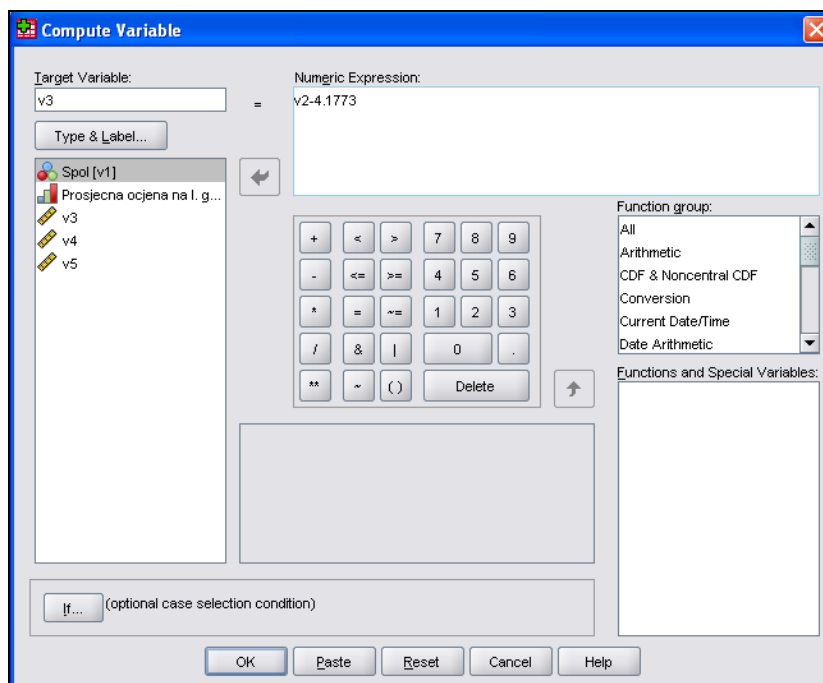 Compute Variable
Target Variable:
v3
=
Numeric Expression:
v2-4.1773
Type & Label...
Spol [v1]
Prosjecna ocjena na I. g...
v3
v4
v5
+ < > 7 8 9
- <= >= 4 5 6
* = ~= 1 2 3
/ & | 0 .
** ~ ( ) Delete
Function group:
All
Arithmetic
CDF & Noncentral CDF
Conversion
Current Date/Time
Date Arithmetic
Functions and Special Variables:
If... (optional case selection condition)
OK Paste Reset Cancel Help